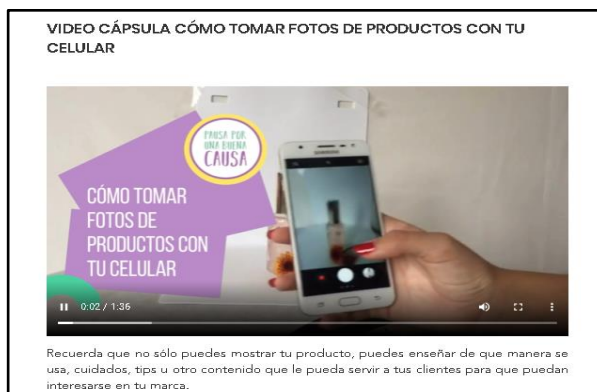 VIDEO CÁPSULA CÓMO TOMAR FOTOS DE PRODUCTOS CON TU
CELULAR
PAUSA POR
UNA BUENA
CAUSA
SAMSUNG
CÓMO TOMAR
FOTOS DE
PRODUCTOS CON
TU CELULAR
0:02 / 1:36
Recuerda que no sólo puedes mostrar tu producto, puedes enseñar de que manera se
usa, cuidados, tips u otro contenido que le pueda servir a tus clientes para que puedan
interesarse en tu marca.